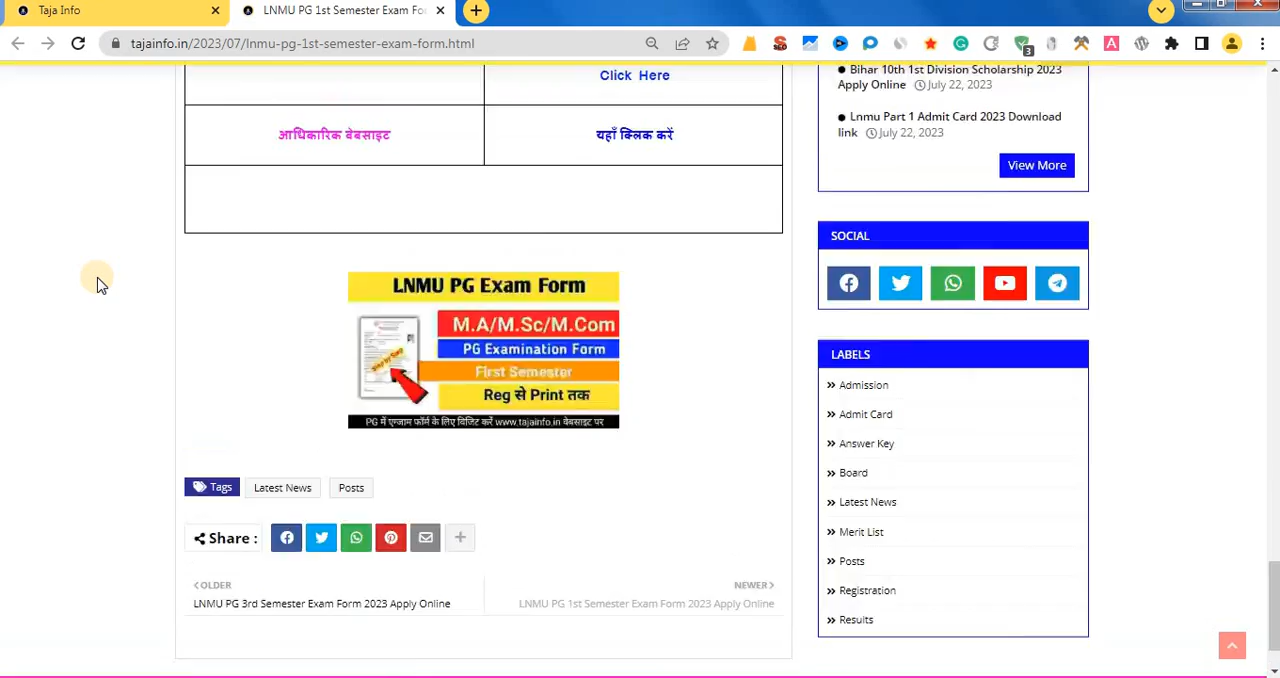 Taja Info
LNMU PG 1st Semester Exam Fo
tajainfo.in/2023/07/lnmu-pg-1st-semester-exam-form.html
3
Click Here
आधिकारिक बेबसाइट
यहाँ क्लिक करें
LNMU PG Exam Form
M.A/M.Sc/M.Com
PG Examination Form
First Semester
Reg से Print तक
PG में एग्जाम फॉर्म के लिए विजिट करें www.tajainfo.in वेबसाइट पर
Tags
Latest News
Posts
Share :
OLDER
LNMU PG 3rd Semester Exam Form 2023 Apply Online
NEWER
LNMU PG 1st Semester Exam Form 2023 Apply Online
Bihar 10th 1st Division Scholarship 2023
Apply Online July 22, 2023
Lnmu Part 1 Admit Card 2023 Download
link July 22, 2023
View More
SOCIAL
LABELS
Admission
Admit Card
Answer Key
Board
Latest News
Merit List
Posts
Registration
Results